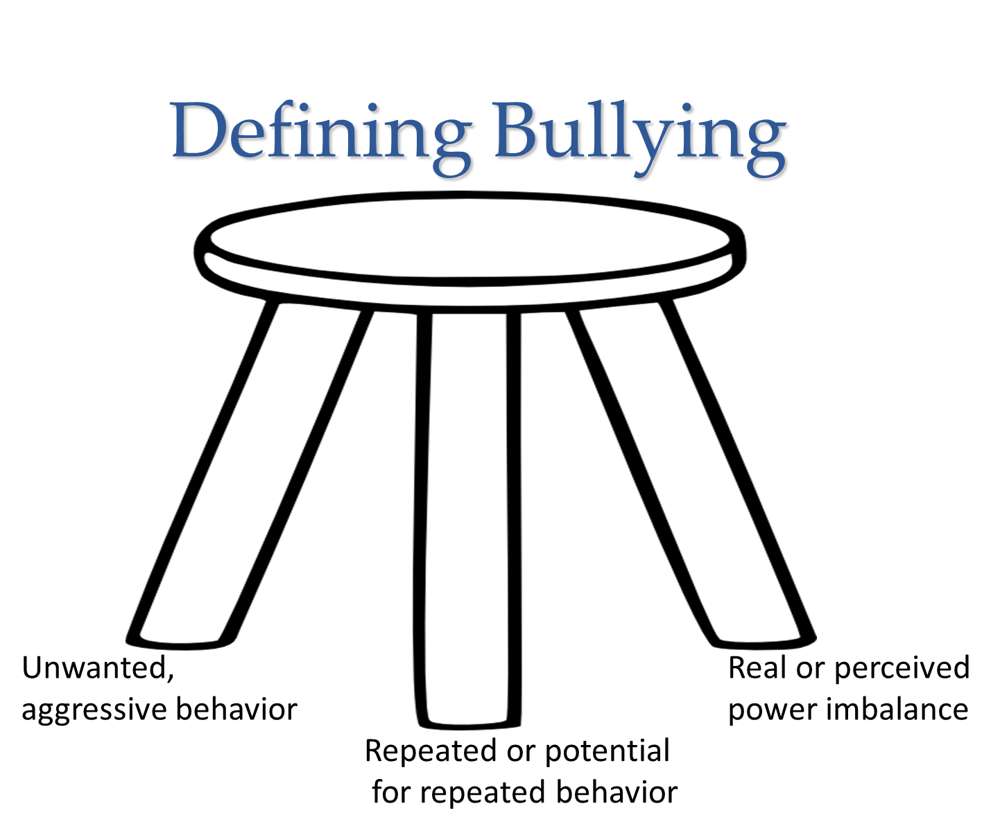 Defining Bullying
Unwanted,
aggressive behavior
Repeated or potential
for repeated behavior
Real or perceived
power imbalance